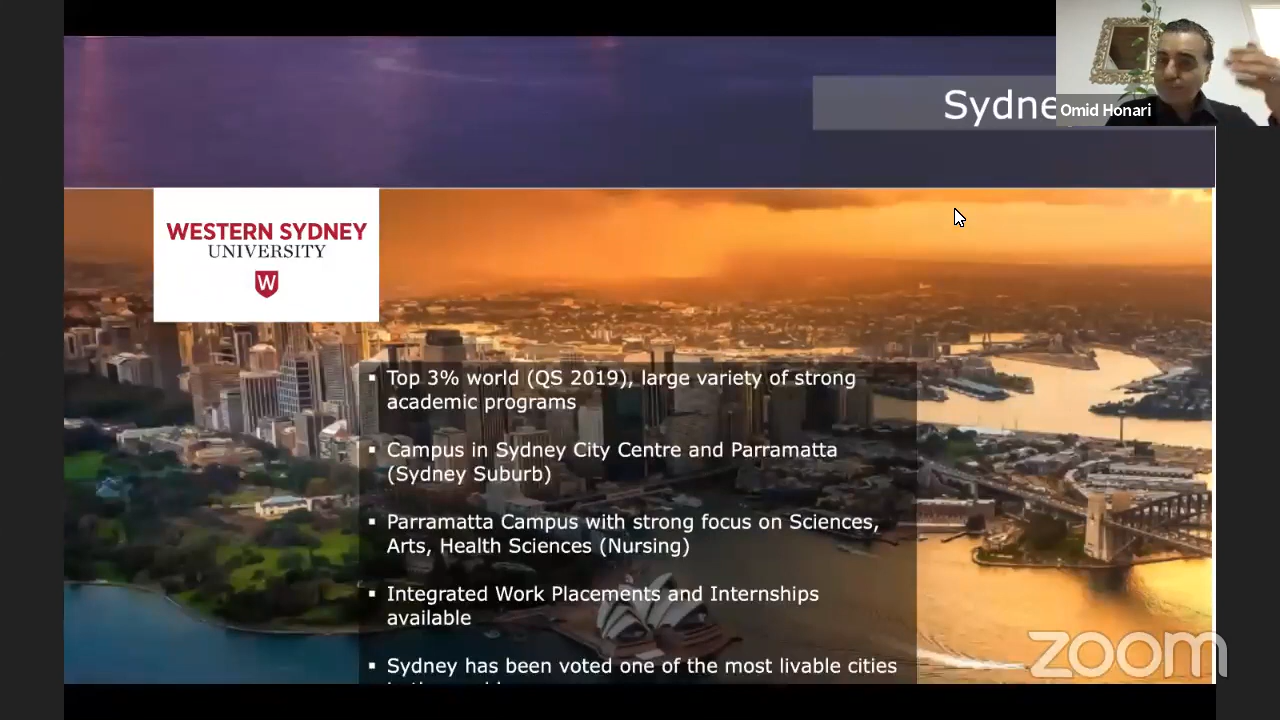 Omid Honari
WESTERN SYDNEY
UNIVERSITY
W
▪ Top 3% world (QS 2019), large variety of strong
academic programs
▪ Campus in Sydney City Centre and Parramatta
(Sydney Suburb)
▪ Parramatta Campus with strong focus on Sciences,
Arts, Health Sciences (Nursing)
▪ Integrated Work Placements and Internships
available
▪ Sydney has been voted one of the most livable cities
zoom